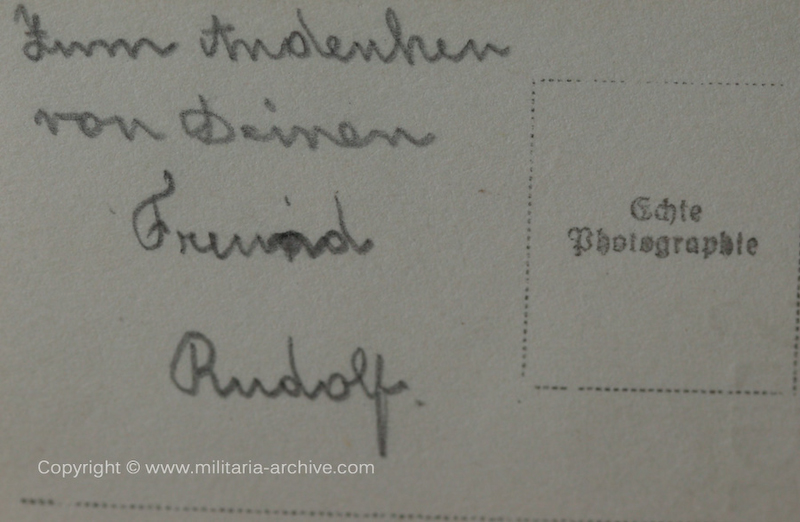 Zum Andenken
von Deinen
Freund
Rudolf.
Echte
Photographie
Copyright © www.militaria-archive.com